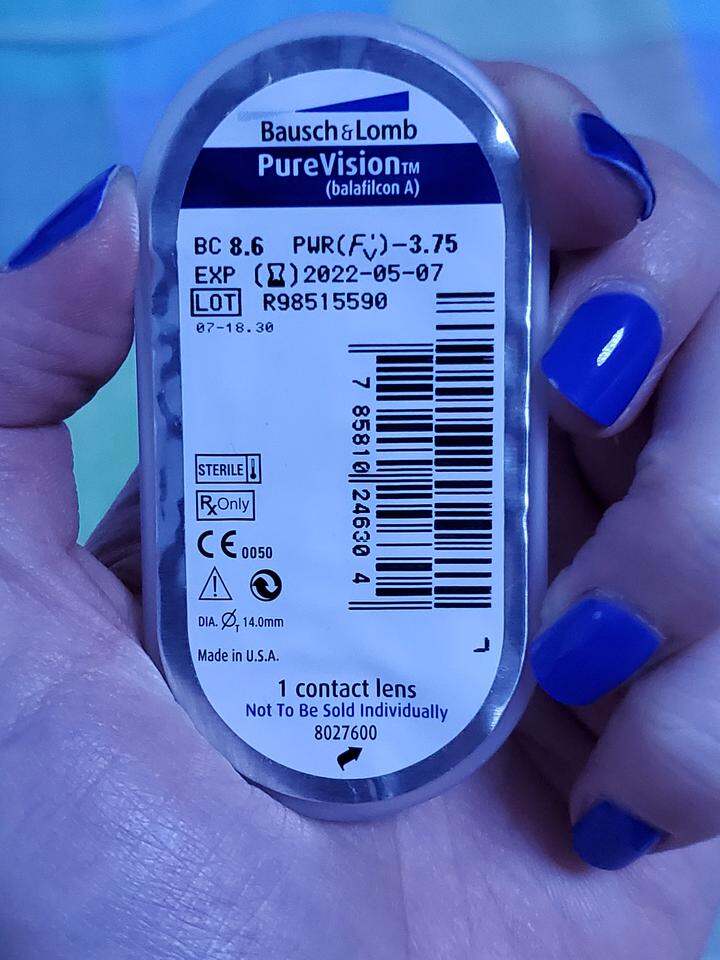 Bausch & Lomb
PureVision™
(balafilcon A)
BC 8.6 PWR(F'v)-3.75
EXP (⌛)2022-05-07
LOT R98515590
07-18.30
7 85810 24630 4
STERILE
Rx Only
CE 0050
DIA. ØT 14.0mm
Made in U.S.A.
1 contact lens
Not To Be Sold Individually
8027600